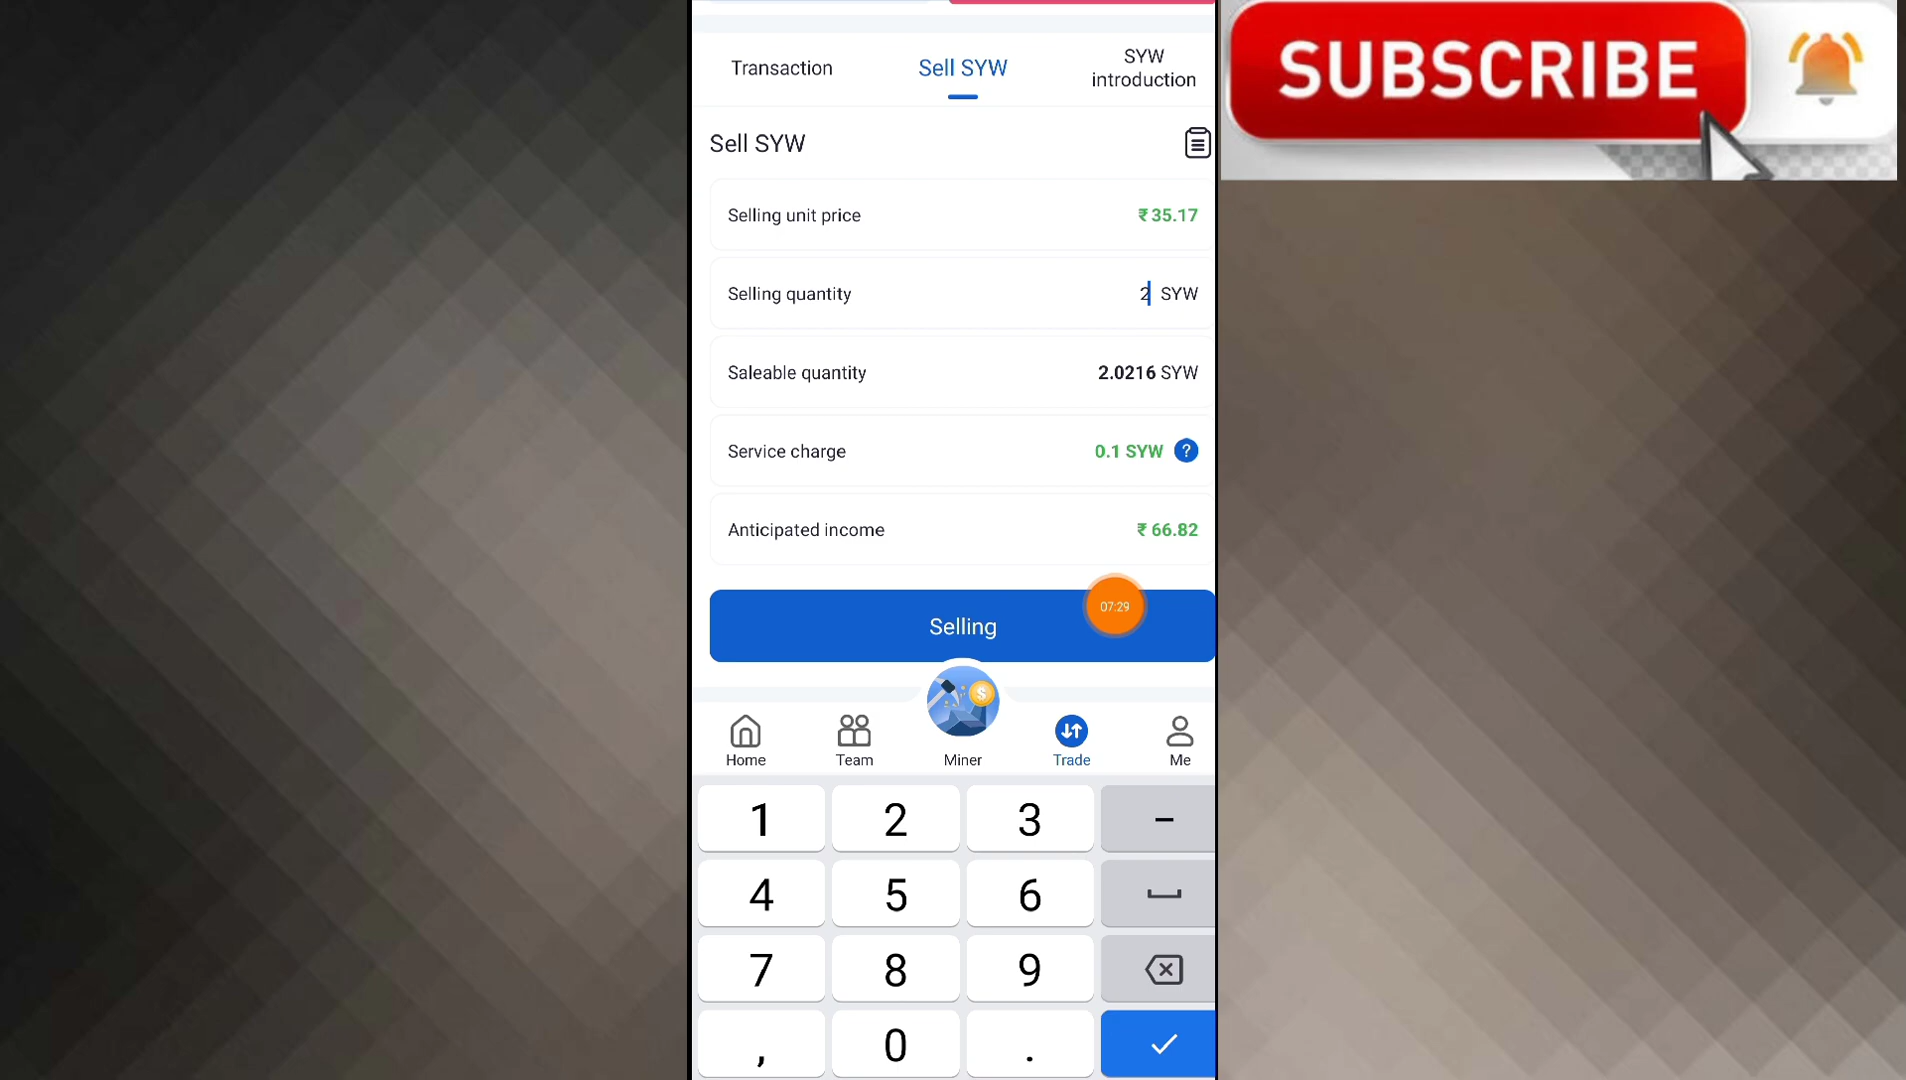 SUBSCRIBE
Transaction
Sell SYW
SYW
introduction
Sell SYW
Selling unit price
₹ 35.17
Selling quantity
2 SYW
Saleable quantity
2.0216 SYW
Service charge
0.1 SYW ?
Anticipated income
₹ 66.82
Selling
07:29
$
Home
Team
Miner
Trade
Me
1 2 3 -
4 5 6
7 8 9
, 0 .